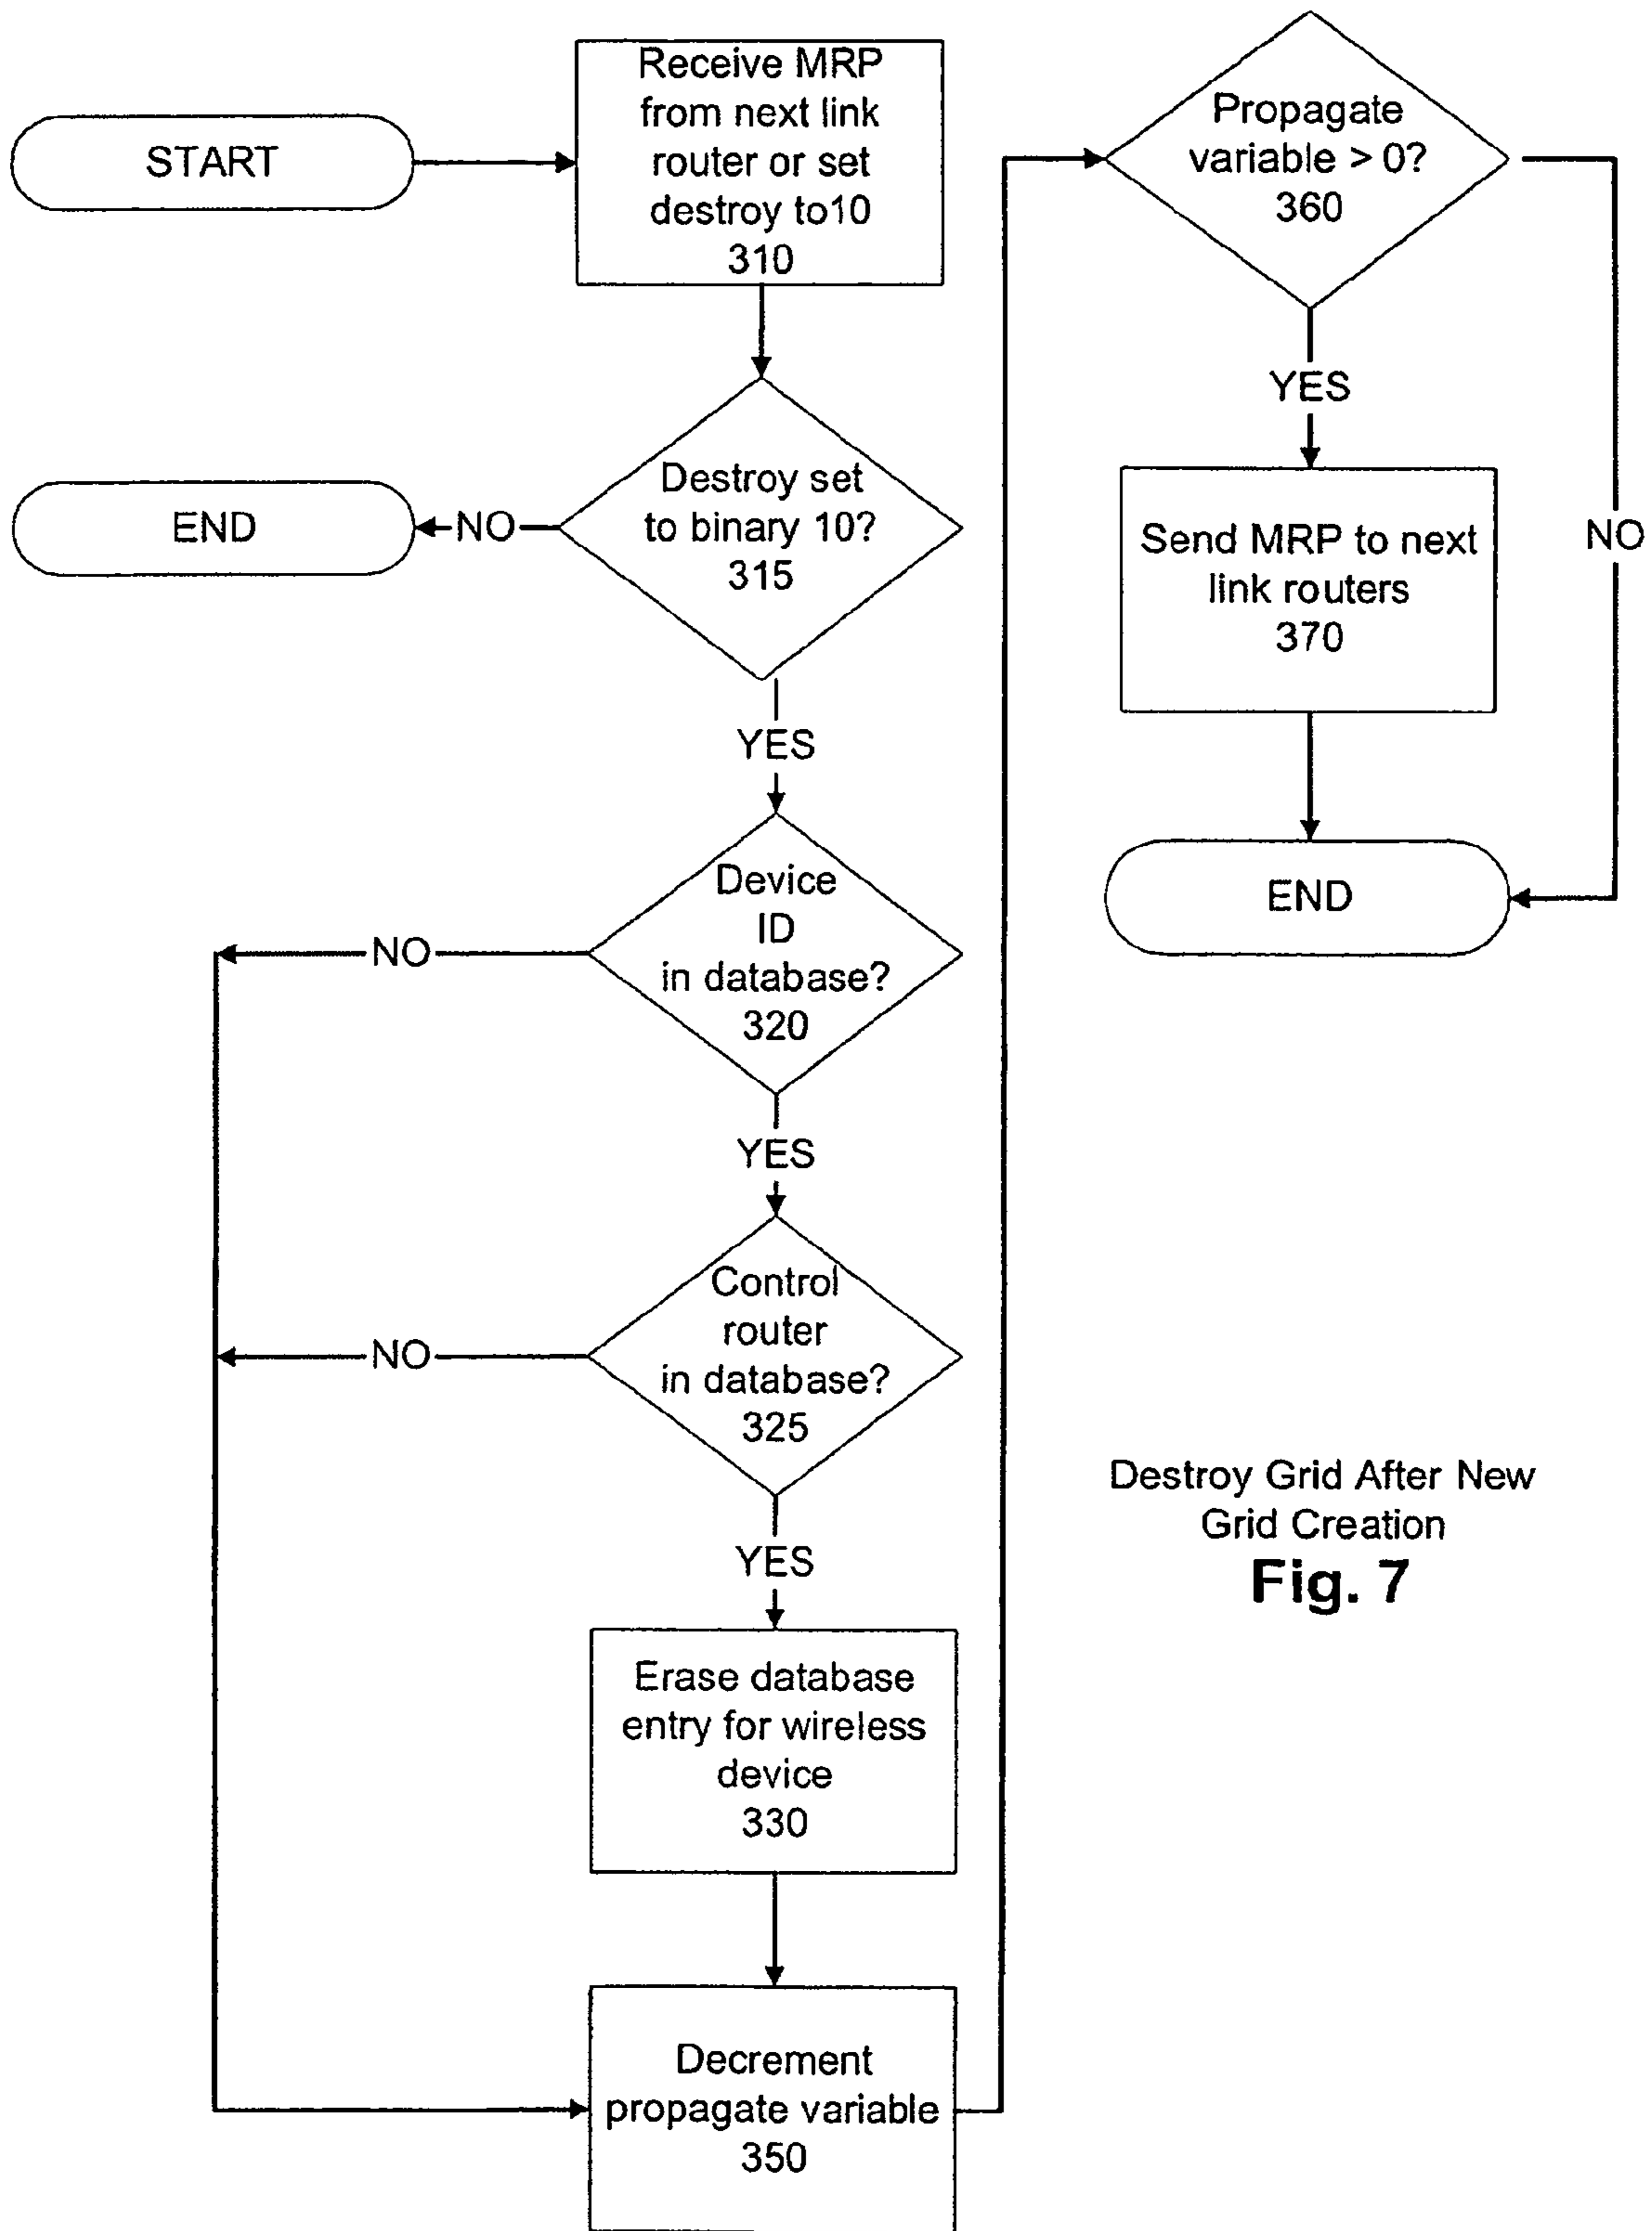 START
Receive MRP
from next link
router or set
destroy to10
310
Destroy set
to binary 10?
315
NO
END
YES
Device
ID
in database?
320
NO
YES
Control
router
in database?
325
NO
YES
Erase database
entry for wireless
device
330
Decrement
propagate variable
350
Propagate
variable > 0?
360
YES
NO
Send MRP to next
link routers
370
END
Destroy Grid After New
Grid Creation
Fig. 7